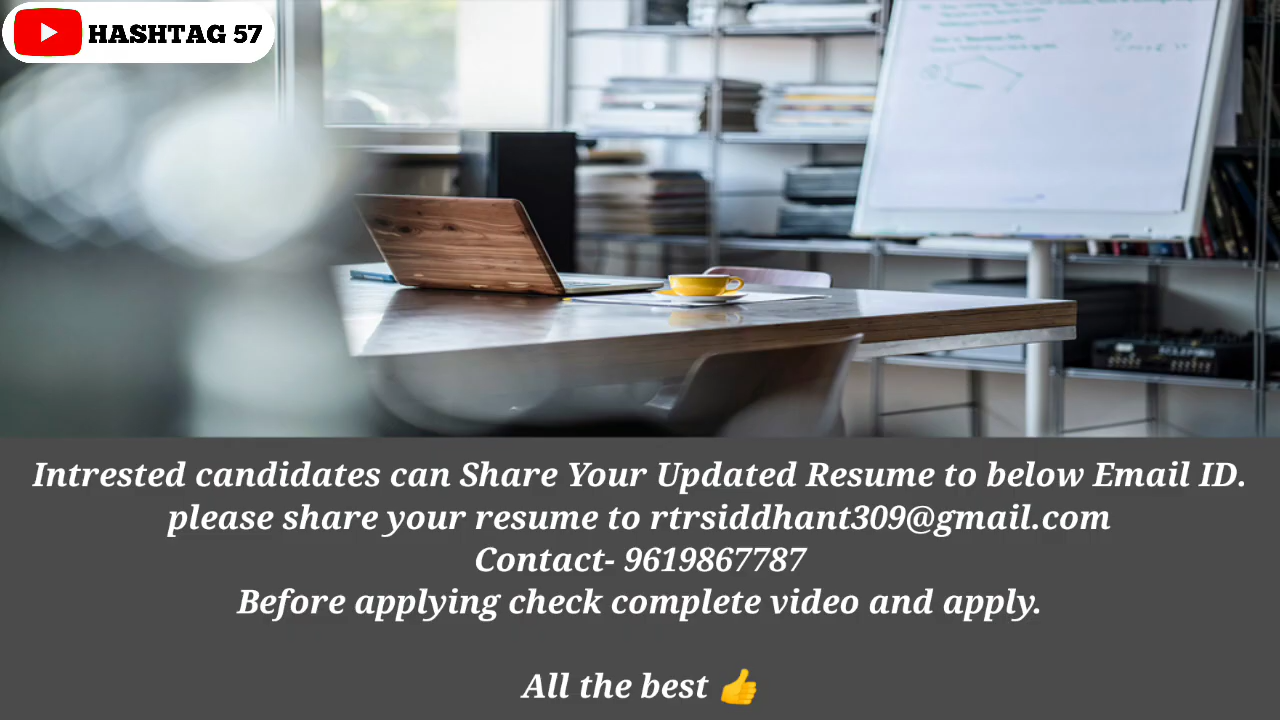 HASHTAG 57
Intrested candidates can Share Your Updated Resume to below Email ID.
please share your resume to rtrsiddhant309@gmail.com
Contact- 9619867787
Before applying check complete video and apply.
All the best 👍